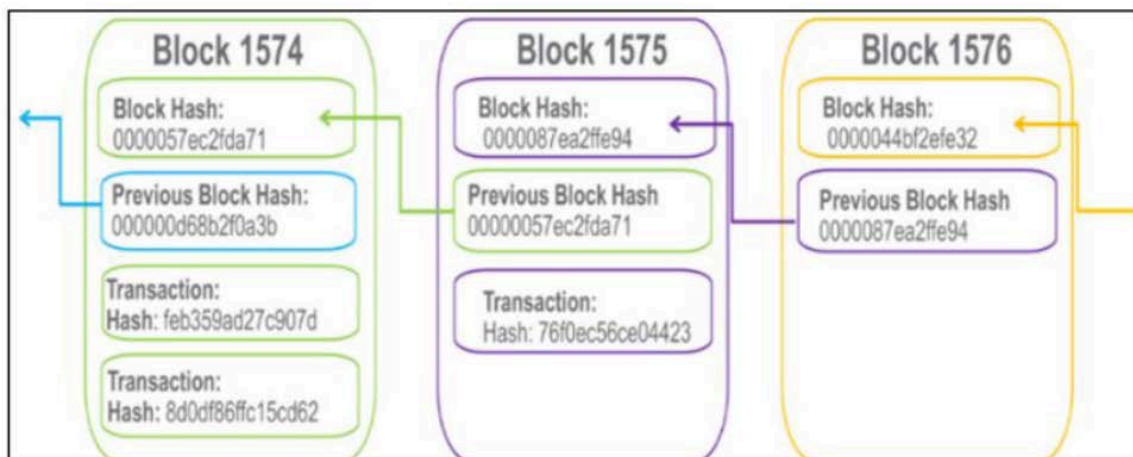 Block 1574
Block Hash:
0000057ec2fda71
Previous Block Hash:
000000d68b2f0a3b
Transaction:
Hash: feb359ad27c907d
Transaction:
Hash: 8d0df86ffc15cd62
Block 1575
Block Hash:
0000087ea2ffe94
Previous Block Hash
00000057ec2fda71
Transaction:
Hash: 76f0ec56ce04423
Block 1576
Block Hash:
0000044bf2efe32
Previous Block Hash
0000087ea2ffe94